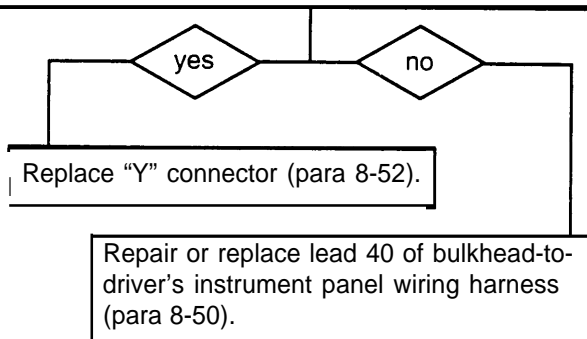 yes
no
Replace “Y” connector (para 8-52).
Repair or replace lead 40 of bulkhead-to-
driver’s instrument panel wiring harness
(para 8-50).